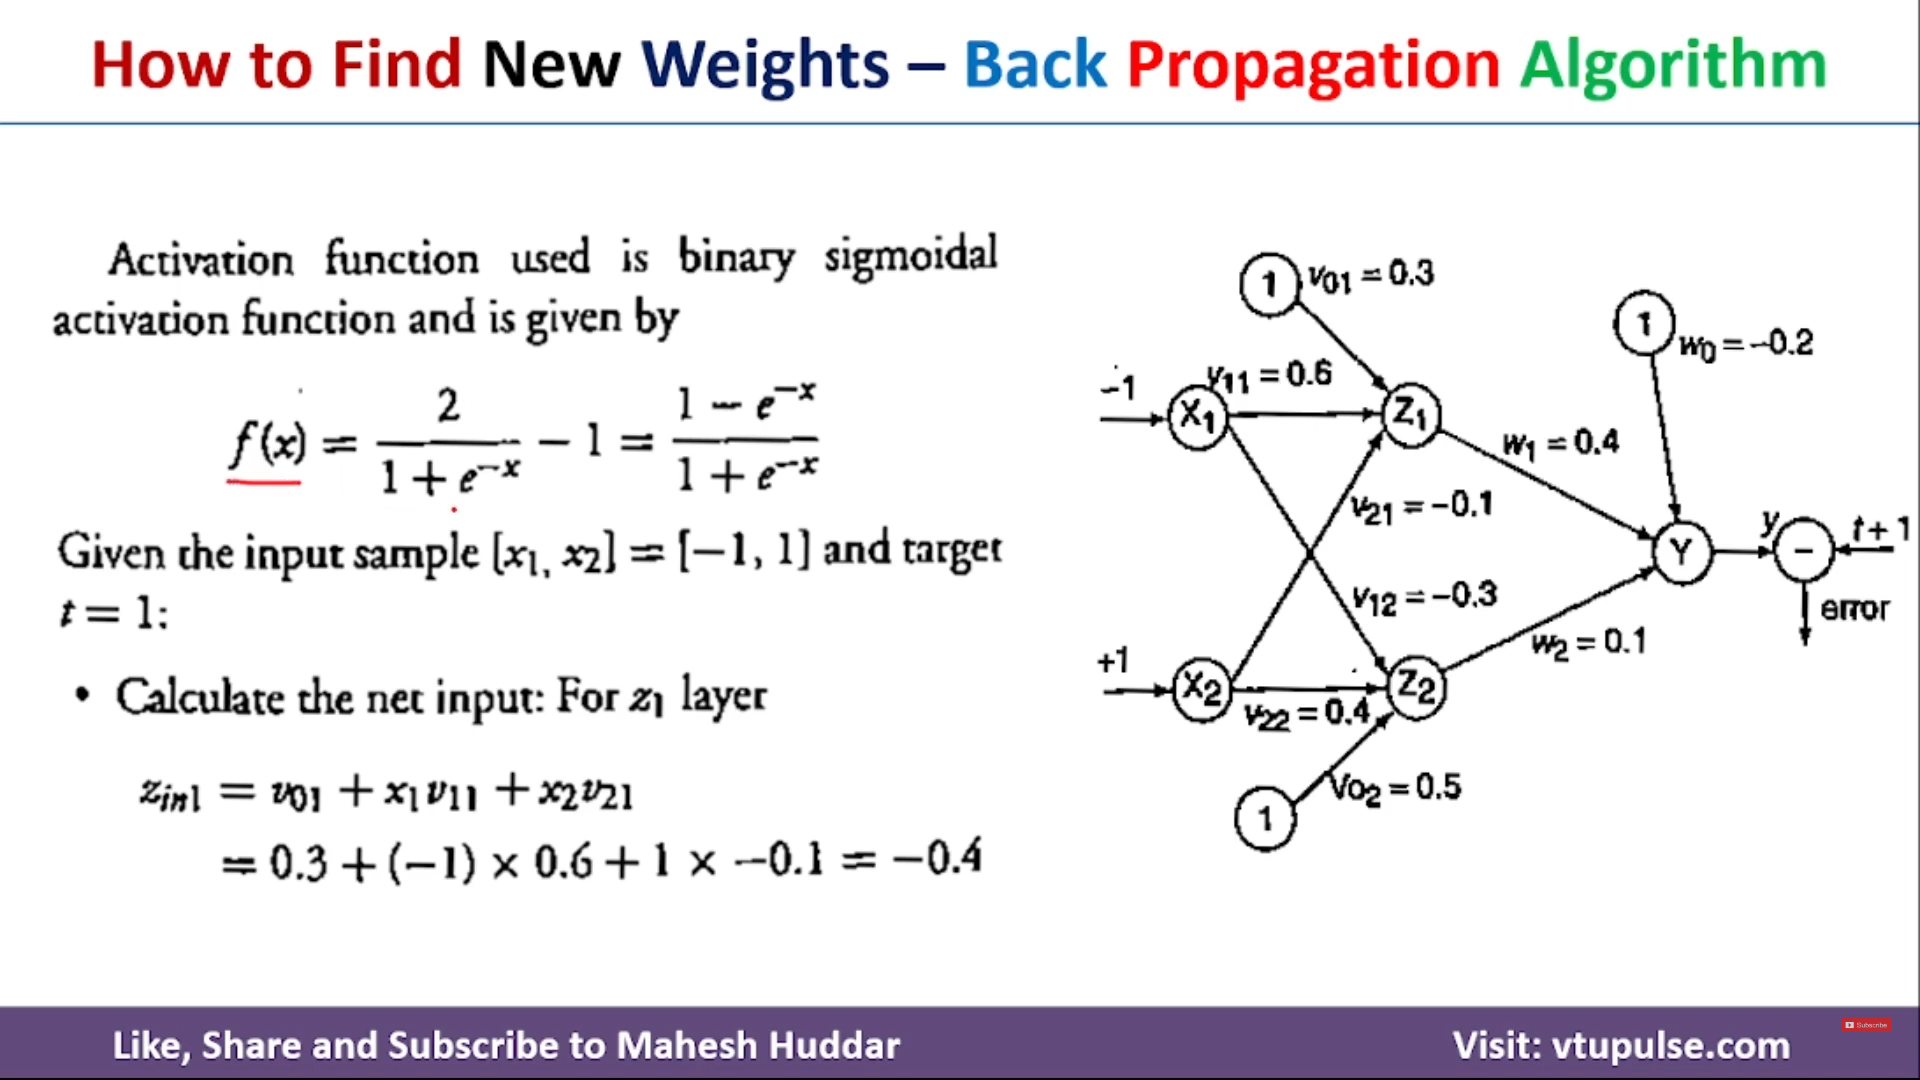 How to Find New Weights – Back Propagation Algorithm
Activation function used is binary sigmoidal
activation function and is given by
f(x) = 2 / (1 + e^−x) − 1 = (1 − e^−x) / (1 + e^−x)
Given the input sample [x1, x2] = [−1, 1] and target
t = 1:
• Calculate the net input: For z1 layer
zin1 = v01 + x1v11 + x2v21
= 0.3 + (−1) × 0.6 + 1 × −0.1 = −0.4
1 v01 = 0.3
1 w0 = −0.2
−1 X1 v11 = 0.6 Z1
w1 = 0.4
v21 = −0.1
Y y − t+1
v12 = −0.3
error
w2 = 0.1
+1 X2 v22 = 0.4 Z2
1 Vo2 = 0.5
Like, Share and Subscribe to Mahesh Huddar
Visit: vtupulse.com
Subscribe